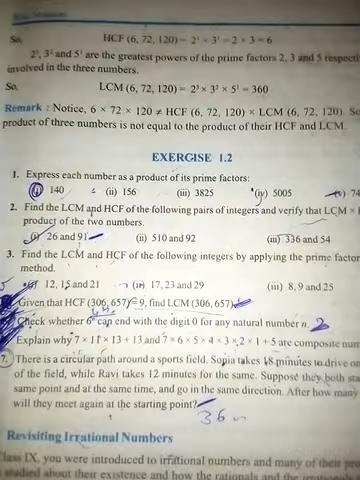 So, HCF (6, 72, 120) = 2¹ × 3¹ = 2 × 3 = 6
2³, 3² and 5¹ are the greatest powers of the prime factors 2, 3 and 5 respecti
involved in the three numbers.
So, LCM (6, 72, 120) = 2³ × 3² × 5¹ = 360
Remark : Notice, 6 × 72 × 120 ≠ HCF (6, 72, 120) × LCM (6, 72, 120). So
product of three numbers is not equal to the product of their HCF and LCM.
EXERCISE 1.2
1. Express each number as a product of its prime factors:
(i) 140 (ii) 156 (iii) 3825 (iv) 5005 (v) 74
2. Find the LCM and HCF of the following pairs of integers and verify that LCM × 
product of the two numbers.
(i) 26 and 91 (ii) 510 and 92 (iii) 336 and 54
3. Find the LCM and HCF of the following integers by applying the prime factor
method.
(i) 12, 15 and 21 (ii) 17, 23 and 29 (iii) 8, 9 and 25
Given that HCF (306, 657) = 9, find LCM (306, 657).
Check whether 6ⁿ can end with the digit 0 for any natural number n. 2
Explain why 7 × 11 × 13 + 13 and 7 × 6 × 5 × 4 × 3 × 2 × 1 + 5 are composite num
7. There is a circular path around a sports field. Sonia takes 18 minutes to drive on
of the field, while Ravi takes 12 minutes for the same. Suppose they both sta
same point and at the same time, and go in the same direction. After how many
will they meet again at the starting point?
36
Revisiting Irrational Numbers
lass IX, you were introduced to irrational numbers and many of their pro
studied about their existence and how the rationals and the